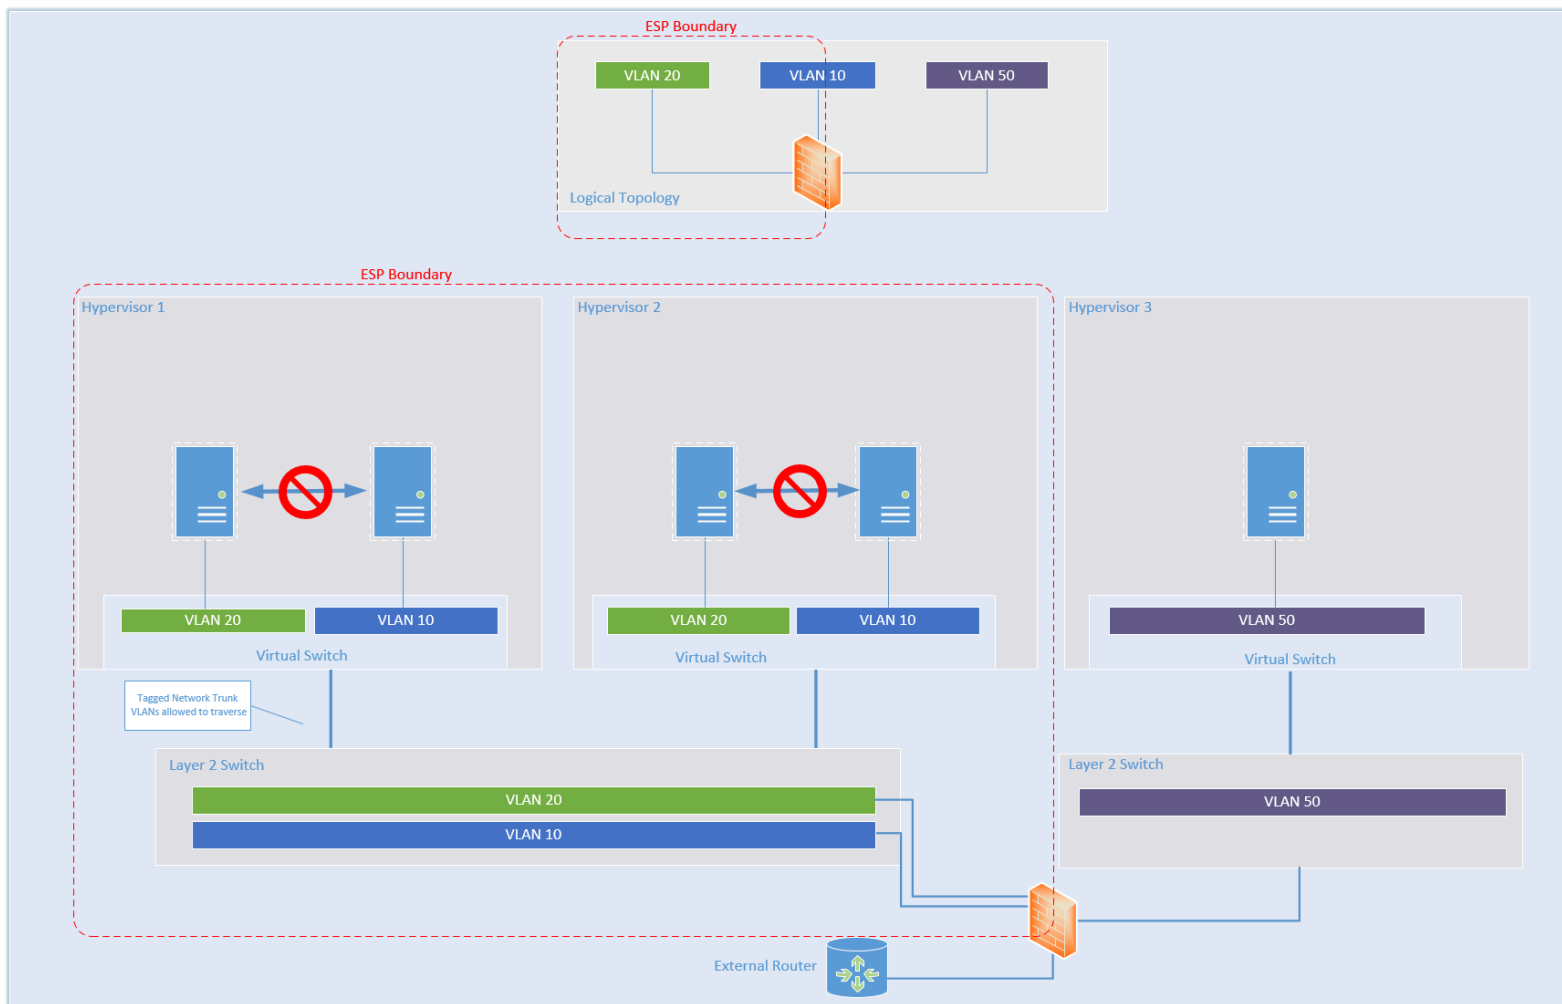 ESP Boundary
VLAN 20
VLAN 10
VLAN 50
Logical Topology
ESP Boundary
Hypervisor 1
Hypervisor 2
Hypervisor 3
VLAN 20
VLAN 10
VLAN 20
VLAN 10
VLAN 50
Virtual Switch
Virtual Switch
Virtual Switch
Tagged Network Trunk
VLANs allowed to traverse
Layer 2 Switch
Layer 2 Switch
VLAN 20
VLAN 50
VLAN 10
External Router